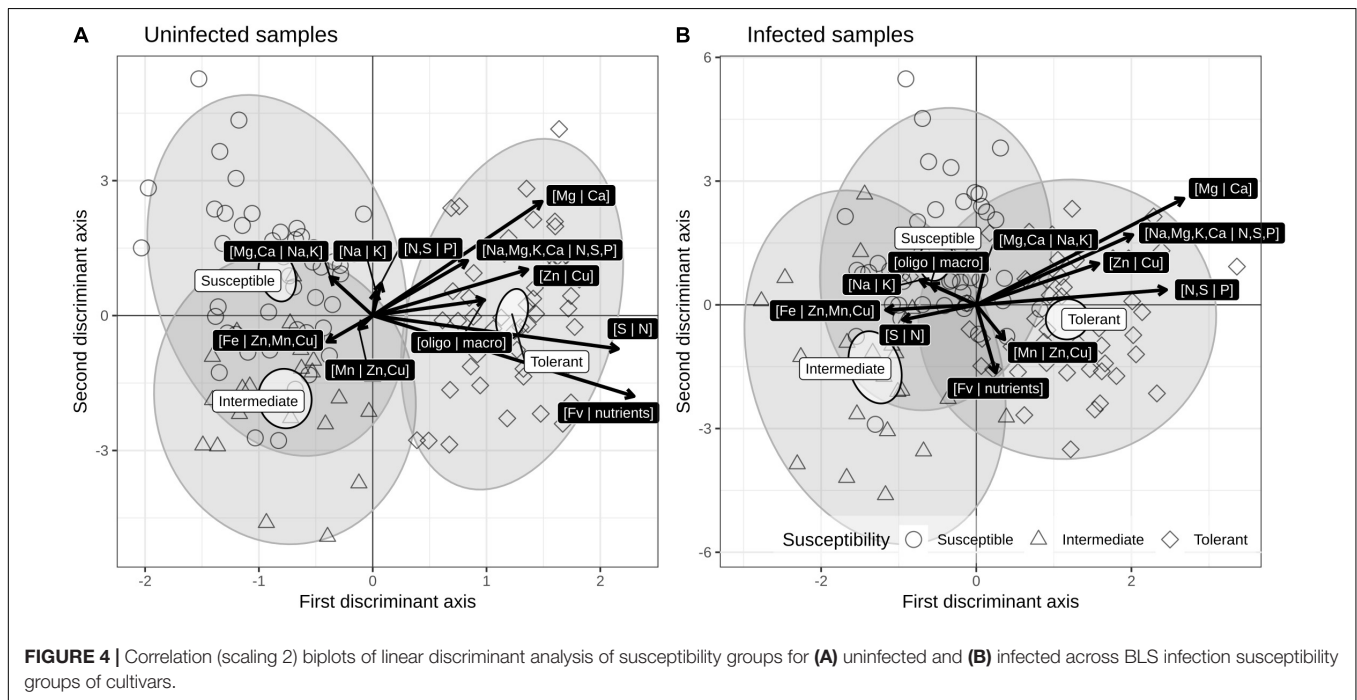 A Uninfected samples
3
0
-3
-2
-1
0
1
2
Second discriminant axis
First discriminant axis
[Mg | Ca]
[Mg,Ca | Na,K]
[Na | K]
[N,S | P]
[Na,Mg,K,Ca | N,S,P]
[Zn | Cu]
Susceptible
[S | N]
[Fe | Zn,Mn,Cu]
[oligo | macro]
Tolerant
[Mn | Zn,Cu]
Intermediate
[Fv | nutrients]
B Infected samples
6
3
0
-3
-6
-2
0
2
Second discriminant axis
First discriminant axis
[Mg | Ca]
Susceptible
[Mg,Ca | Na,K]
[Na,Mg,K,Ca | N,S,P]
[oligo | macro]
[Zn | Cu]
[Na | K]
[N,S | P]
[Fe | Zn,Mn,Cu]
Tolerant
[S | N]
[Mn | Zn,Cu]
Intermediate
[Fv | nutrients]
Susceptibility Susceptible Intermediate Tolerant
FIGURE 4 | Correlation (scaling 2) biplots of linear discriminant analysis of susceptibility groups for (A) uninfected and (B) infected across BLS infection susceptibility
groups of cultivars.